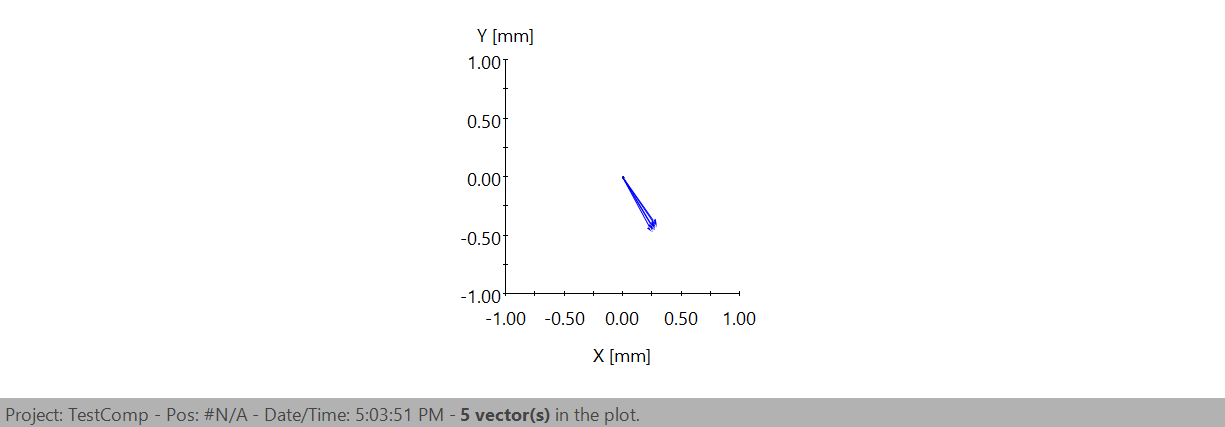 Y [mm]
1.00
0.50
0.00
-0.50
-1.00
-1.00 -0.50 0.00 0.50 1.00
X [mm]
Project: TestComp - Pos: #N/A - Date/Time: 5:03:51 PM - 5 vector(s) in the plot.